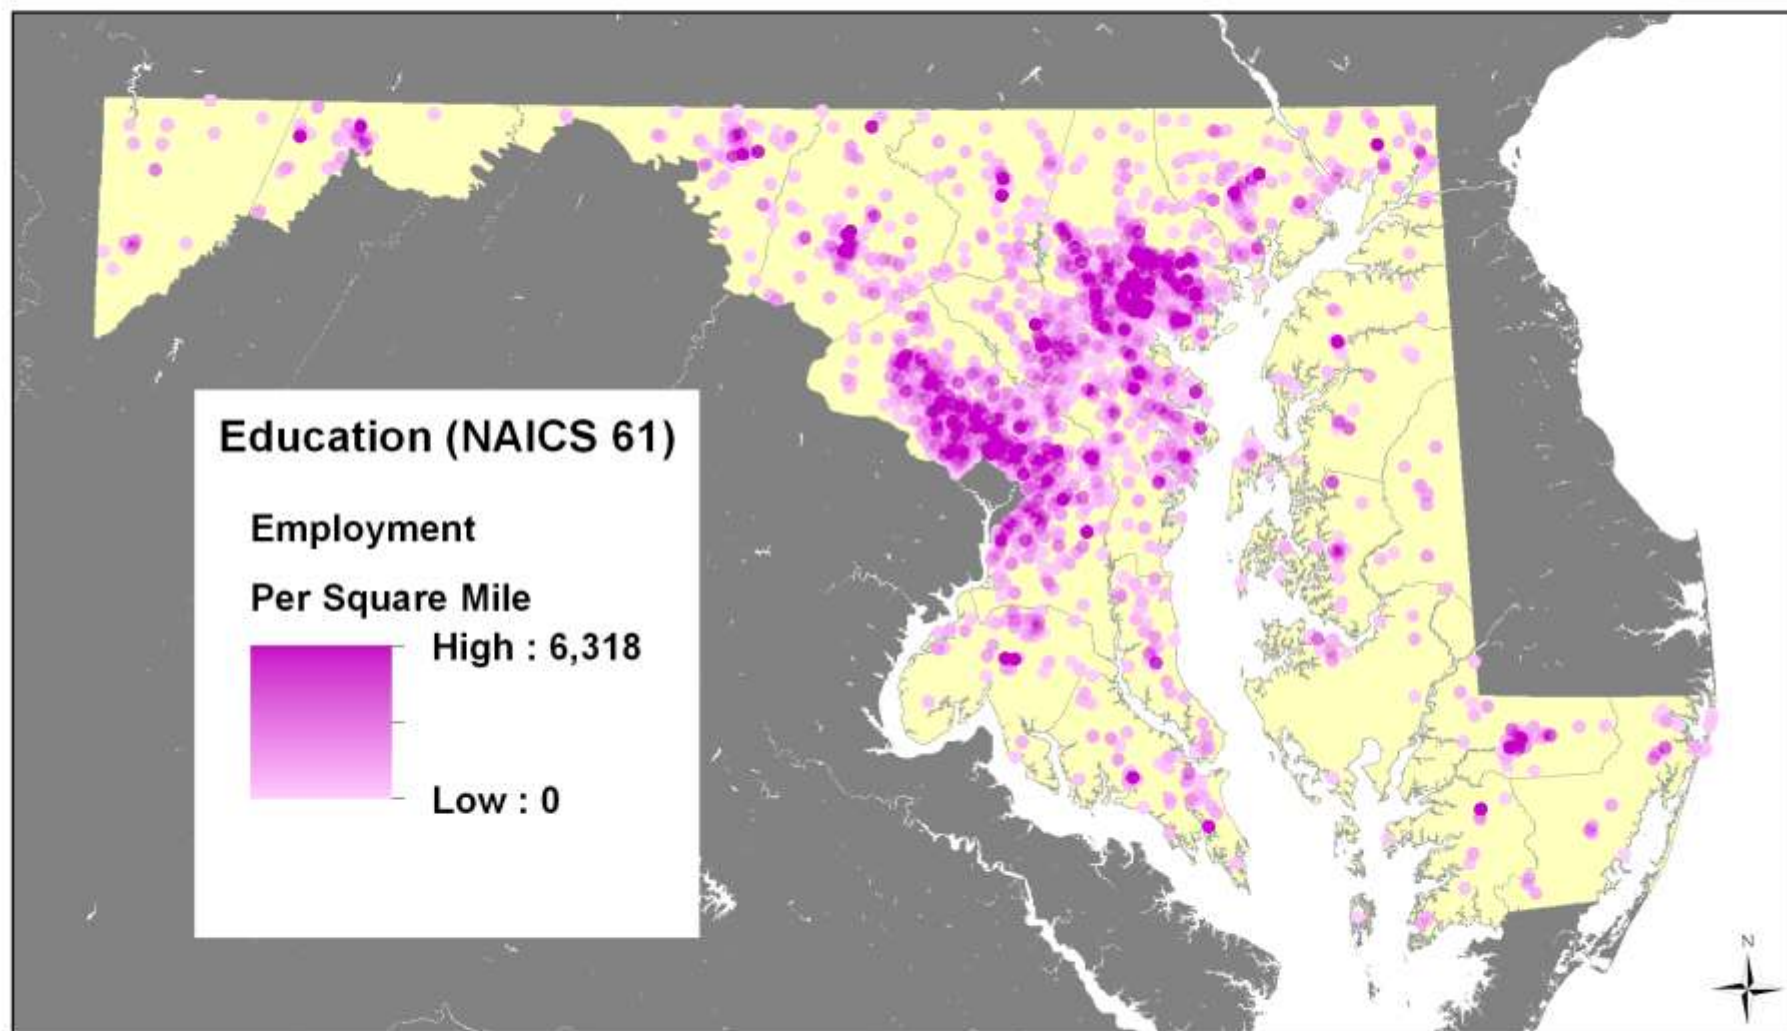 Education (NAICS 61)
Employment
Per Square Mile
High : 6,318
Low : 0
N